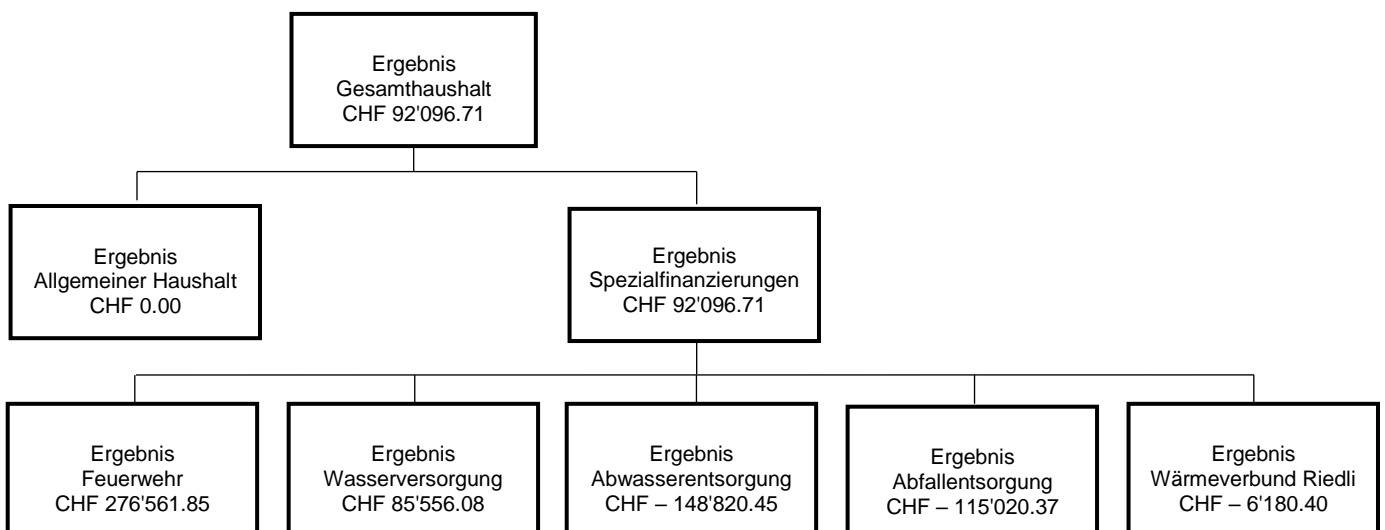 Ergebnis
Gesamthaushalt
CHF 92'096.71
Ergebnis
Allgemeiner Haushalt
CHF 0.00
Ergebnis
Spezialfinanzierungen
CHF 92'096.71
Ergebnis
Feuerwehr
CHF 276'561.85
Ergebnis
Wasserversorgung
CHF 85'556.08
Ergebnis
Abwasserentsorgung
CHF – 148'820.45
Ergebnis
Abfallentsorgung
CHF – 115'020.37
Ergebnis
Wärmeverbund Riedli
CHF – 6'180.40